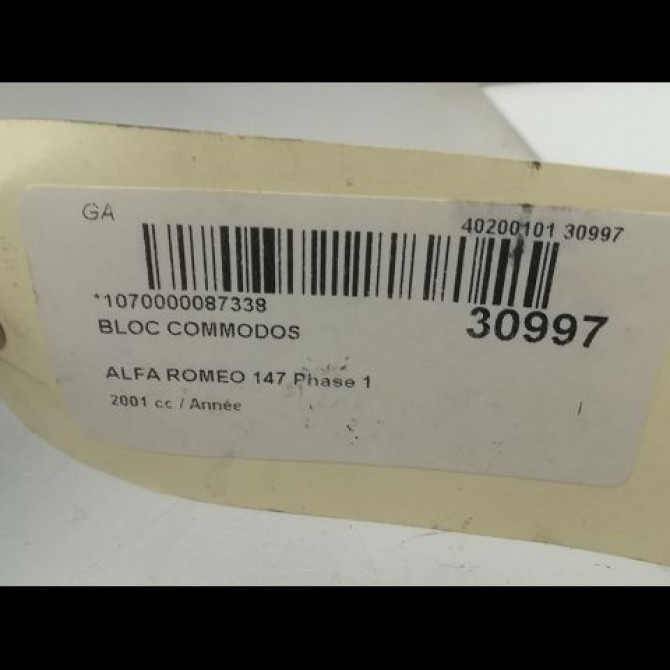 GA
40200101 30997
*1070000087338
30997
BLOC COMMODOS
ALFA ROMEO 147 Phase 1
2001 cc / Année